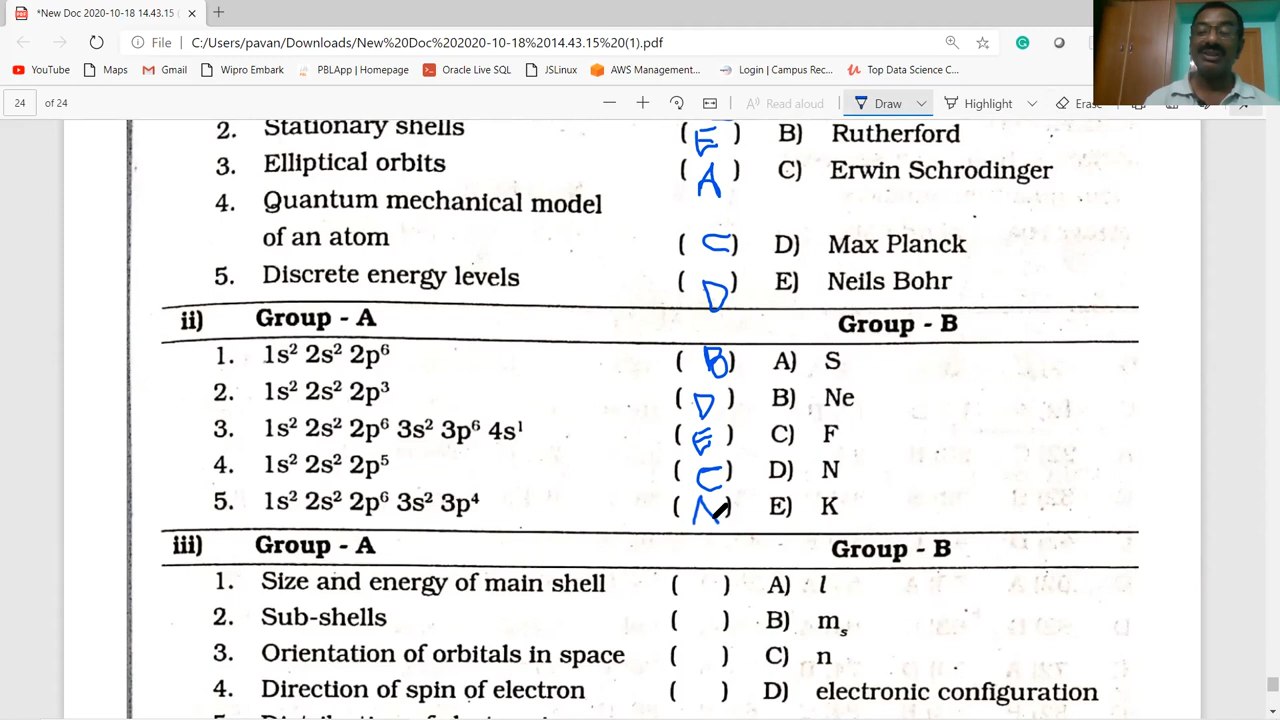 *New Doc 2020-10-18 14.43.15 ×
+
File | C:/Users/pavan/Downloads/New%20Doc%202020-10-18%2014.43.15%20(1).pdf
YouTube Maps Gmail Wipro Embark PBLApp | Homepage Oracle Live SQL JSLinux AWS Management... Login | Campus Rec... Top Data Science C...
24 of 24 Read aloud Draw Highlight Erase
2. Stationary shells ( E ) B) Rutherford
3. Elliptical orbits ( A ) C) Erwin Schrodinger
4. Quantum mechanical model
of an atom ( C ) D) Max Planck
5. Discrete energy levels ( D ) E) Neils Bohr
ii) Group - A Group - B
1. 1s² 2s² 2p⁶ ( B ) A) S
2. 1s² 2s² 2p³ ( D ) B) Ne
3. 1s² 2s² 2p⁶ 3s² 3p⁶ 4s¹ ( E ) C) F
4. 1s² 2s² 2p⁵ ( C ) D) N
5. 1s² 2s² 2p⁶ 3s² 3p⁴ ( ) E) K
iii) Group - A Group - B
1. Size and energy of main shell ( ) A) l
2. Sub-shells ( ) B) mₛ
3. Orientation of orbitals in space ( ) C) n
4. Direction of spin of electron ( ) D) electronic configuration